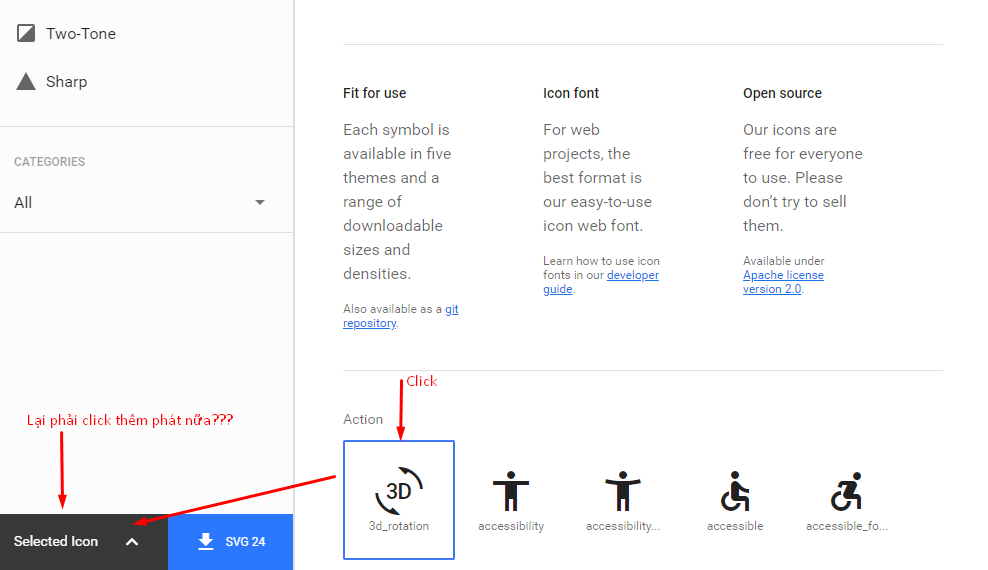 Two-Tone
Sharp
CATEGORIES
All
Lại phải click thêm phát nữa???
Selected Icon
SVG 24
Fit for use
Each symbol is
available in five
themes and a
range of
downloadable
sizes and
densities.
Also available as a git
repository.
Icon font
For web
projects, the
best format is
our easy-to-use
icon web font.
Learn how to use icon
fonts in our developer
guide.
Open source
Our icons are
free for everyone
to use. Please
don’t try to sell
them.
Available under
Apache license
version 2.0.
Click
Action
3D
3d_rotation
accessibility
accessibility...
accessible
accessible_fo...